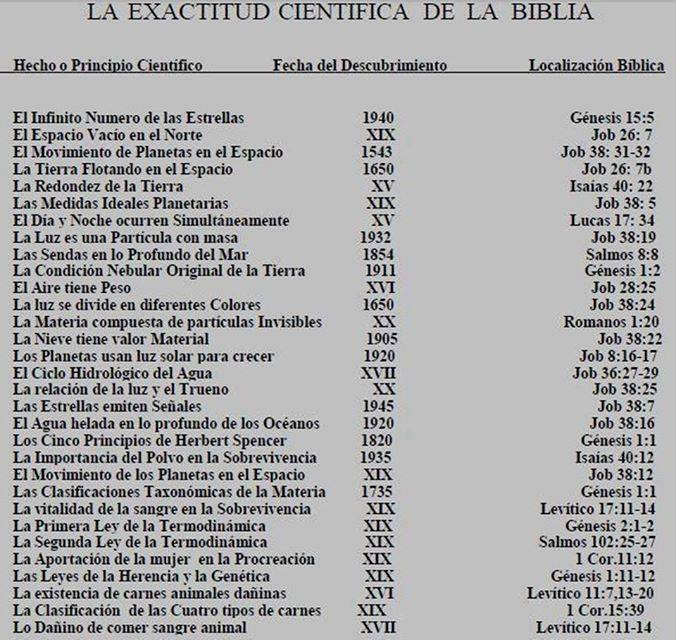 LA EXACTITUD CIENTIFICA DE LA BIBLIA
Hecho o Principio Científico Fecha del Descubrimiento Localización Bíblica
El Infinito Numero de las Estrellas 1940 Génesis 15:5
El Espacio Vacío en el Norte XIX Job 26: 7
El Movimiento de Planetas en el Espacio 1543 Job 38: 31-32
La Tierra Flotando en el Espacio 1650 Job 26: 7b
La Redondez de la Tierra XV Isaías 40: 22
Las Medidas Ideales Planetarias XIX Job 38: 5
El Día y Noche ocurren Simultáneamente XV Lucas 17: 34
La Luz es una Partícula con masa 1932 Job 38:19
Las Sendas en lo Profundo del Mar 1854 Salmos 8:8
La Condición Nebular Original de la Tierra 1911 Génesis 1:2
El Aire tiene Peso XVI Job 28:25
La luz se divide en diferentes Colores 1650 Job 38:24
La Materia compuesta de partículas Invisibles XX Romanos 1:20
La Nieve tiene valor Material 1905 Job 38:22
Los Planetas usan luz solar para crecer 1920 Job 8:16-17
El Ciclo Hidrológico del Agua XVII Job 36:27-29
La relación de la luz y el Trueno XX Job 38:25
Las Estrellas emiten Señales 1945 Job 38:7
El Agua helada en lo profundo de los Océanos 1920 Job 38:16
Los Cinco Principios de Herbert Spencer 1820 Génesis 1:1
La Importancia del Polvo en la Sobrevivencia 1935 Isaías 40:12
El Movimiento de los Planetas en el Espacio XIX Job 38:12
Las Clasificaciones Taxonómicas de la Materia 1735 Génesis 1:1
La vitalidad de la sangre en la Sobrevivencia XIX Levítico 17:11-14
La Primera Ley de la Termodinámica XIX Génesis 2:1-2
La Segunda Ley de la Termodinámica XIX Salmos 102:25-27
La Aportación de la mujer en la Procreación XIX 1 Cor.11:12
Las Leyes de la Herencia y la Genética XIX Génesis 1:11-12
La existencia de carnes animales dañinas XVI Levítico 11:7,13-20
La Clasificación de las Cuatro tipos de carnes XIX 1 Cor.15:39
Lo Dañino de comer sangre animal XVII Levítico 17:11-14